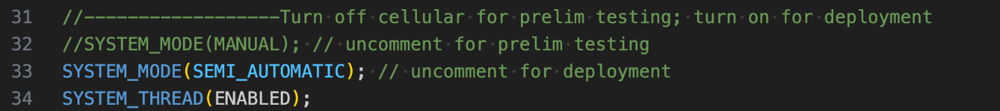 31 //------------------Turn off cellular for prelim testing; turn on for deployment
32 //SYSTEM_MODE(MANUAL); // uncomment for prelim testing
33 SYSTEM_MODE(SEMI_AUTOMATIC); // uncomment for deployment
34 SYSTEM_THREAD(ENABLED);